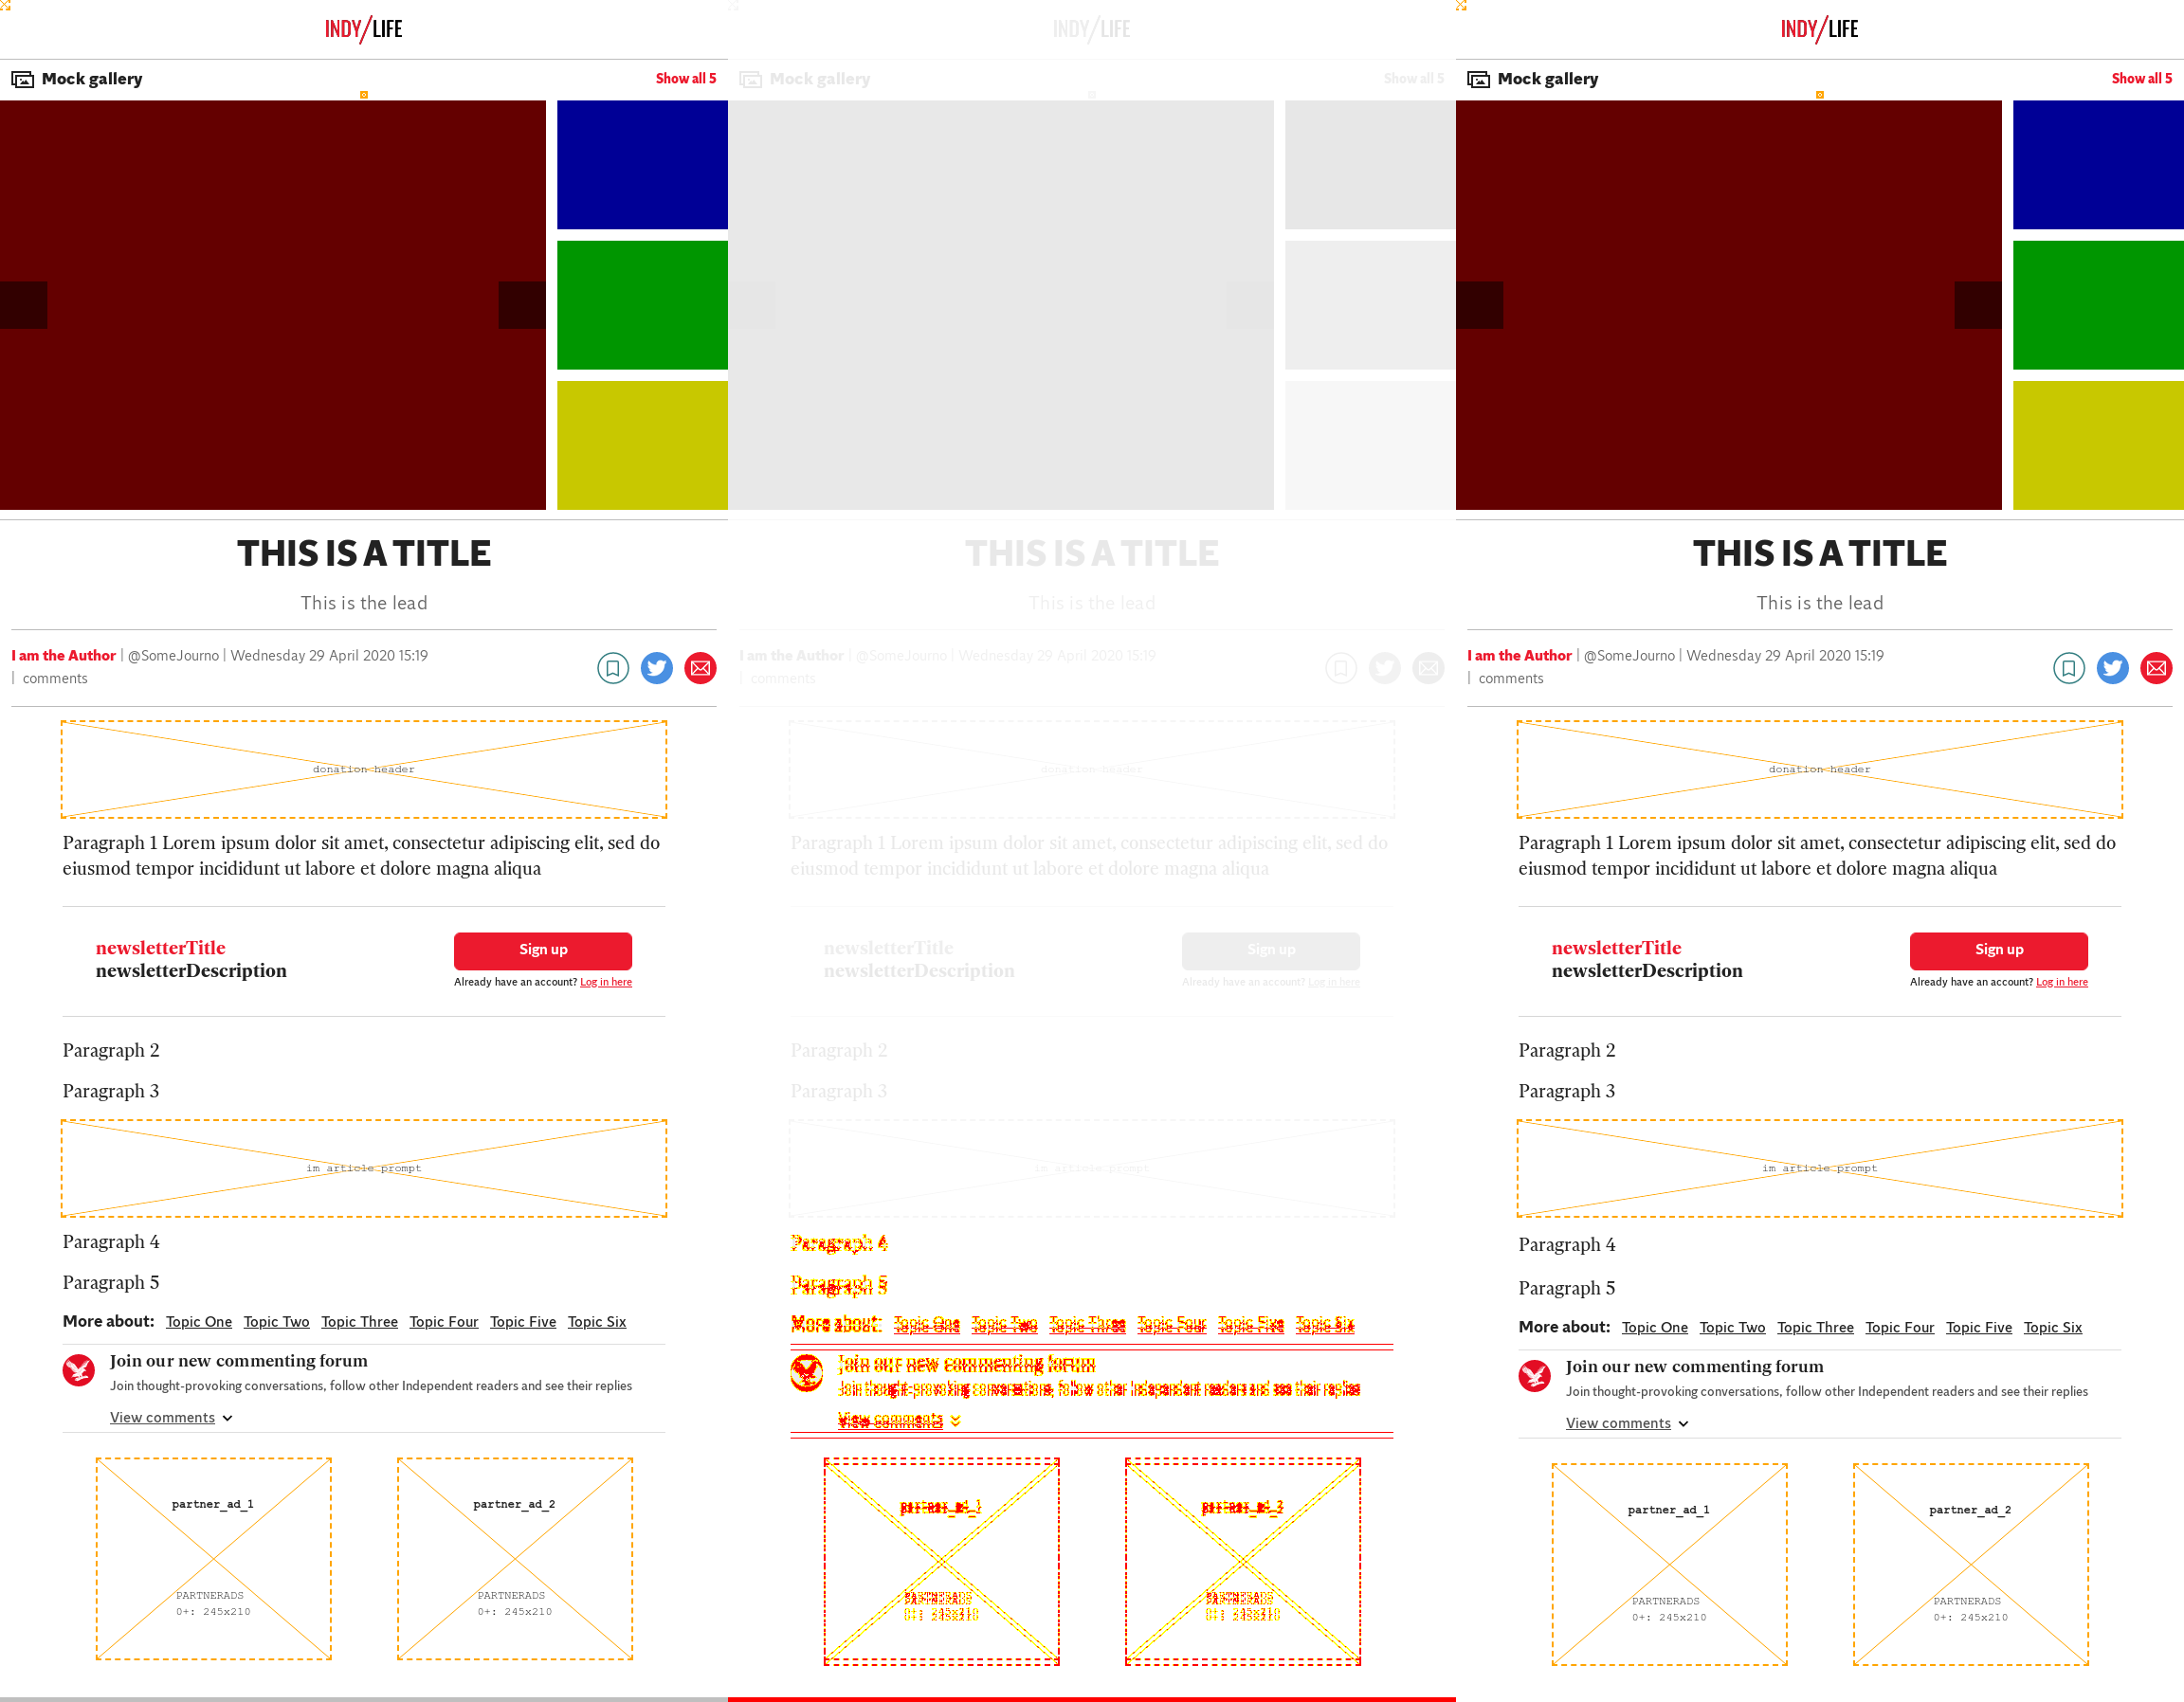 INDY/LIFE
Mock gallery
Show all 5
THIS IS A TITLE
This is the lead
I am the Author | @SomeJourno | Wednesday 29 April 2020 15:19
| comments
donation header
Paragraph 1 Lorem ipsum dolor sit amet, consectetur adipiscing elit, sed do
eiusmod tempor incididunt ut labore et dolore magna aliqua
newsletterTitle
newsletterDescription
Sign up
Already have an account? Log in here
Paragraph 2
Paragraph 3
im article prompt
Paragraph 4
Paragraph 5
More about: Topic One Topic Two Topic Three Topic Four Topic Five Topic Six
Join our new commenting forum
Join thought-provoking conversations, follow other Independent readers and see their replies
View comments
partner_ad_1
PARTNERADS
0+: 245x210
partner_ad_2
PARTNERADS
0+: 245x210
INDY/LIFE
Mock gallery
Show all 5
THIS IS A TITLE
This is the lead
I am the Author | @SomeJourno | Wednesday 29 April 2020 15:19
| comments
donation header
Paragraph 1 Lorem ipsum dolor sit amet, consectetur adipiscing elit, sed do
eiusmod tempor incididunt ut labore et dolore magna aliqua
newsletterTitle
newsletterDescription
Sign up
Already have an account? Log in here
Paragraph 2
Paragraph 3
im article prompt
Paragraph 4
Paragraph 5
More about: Topic One Topic Two Topic Three Topic Four Topic Five Topic Six
Join our new commenting forum
Join thought-provoking conversations, follow other Independent readers and see their replies
View comments
partner_ad_1
PARTNERADS
0+: 245x210
partner_ad_2
PARTNERADS
0+: 245x210
INDY/LIFE
Mock gallery
Show all 5
THIS IS A TITLE
This is the lead
I am the Author | @SomeJourno | Wednesday 29 April 2020 15:19
| comments
donation header
Paragraph 1 Lorem ipsum dolor sit amet, consectetur adipiscing elit, sed do
eiusmod tempor incididunt ut labore et dolore magna aliqua
newsletterTitle
newsletterDescription
Sign up
Already have an account? Log in here
Paragraph 2
Paragraph 3
im article prompt
Paragraph 4
Paragraph 5
More about: Topic One Topic Two Topic Three Topic Four Topic Five Topic Six
Join our new commenting forum
Join thought-provoking conversations, follow other Independent readers and see their replies
View comments
partner_ad_1
PARTNERADS
0+: 245x210
partner_ad_2
PARTNERADS
0+: 245x210